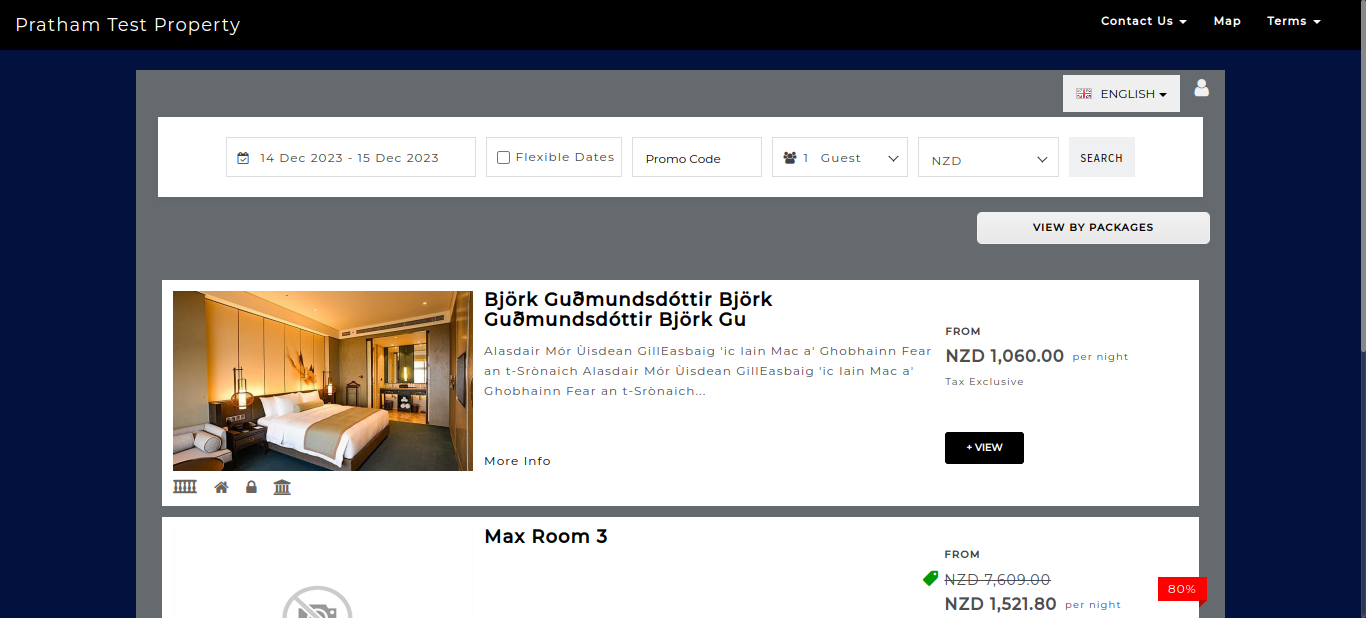 Pratham Test Property
Contact Us
Map
Terms
ENGLISH
14 Dec 2023 - 15 Dec 2023
Flexible Dates
Promo Code
1 Guest
NZD
SEARCH
VIEW BY PACKAGES
Björk Guðmundsdóttir Björk
Guðmundsdóttir Björk Gu
Alasdair Mór Ùisdean GillEasbaig 'ic Iain Mac a' Ghobhainn Fear
an t-Srònaich Alasdair Mór Ùisdean GillEasbaig 'ic Iain Mac a'
Ghobhainn Fear an t-Srònaich...
More Info
FROM
NZD 1,060.00 per night
Tax Exclusive
+ VIEW
Max Room 3
FROM
NZD 7,609.00
NZD 1,521.80 per night
80%